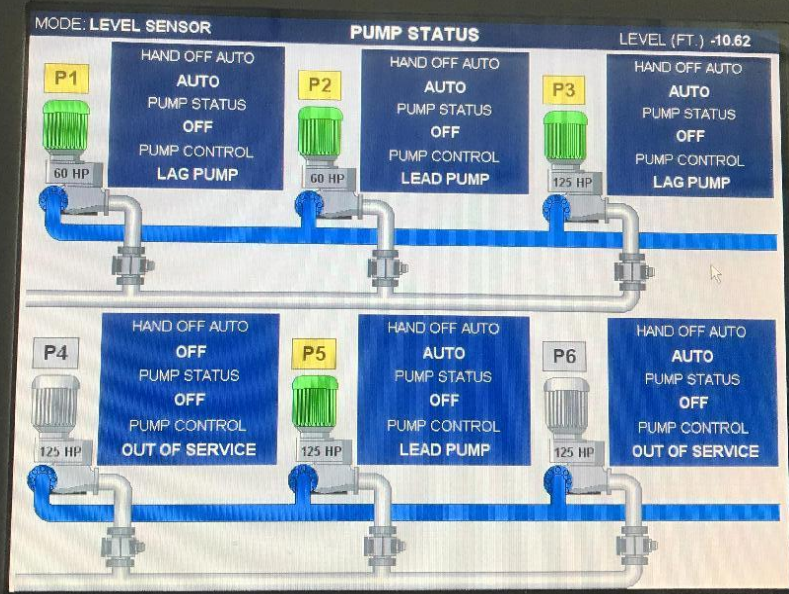 MODE: LEVEL SENSOR
PUMP STATUS
LEVEL (FT.) -10.62
P1
HAND OFF AUTO
AUTO
PUMP STATUS
OFF
PUMP CONTROL
LAG PUMP
60 HP
P2
HAND OFF AUTO
AUTO
PUMP STATUS
OFF
PUMP CONTROL
LEAD PUMP
60 HP
P3
HAND OFF AUTO
AUTO
PUMP STATUS
OFF
PUMP CONTROL
LAG PUMP
125 HP
P4
HAND OFF AUTO
OFF
PUMP STATUS
OFF
PUMP CONTROL
OUT OF SERVICE
125 HP
P5
HAND OFF AUTO
AUTO
PUMP STATUS
OFF
PUMP CONTROL
LEAD PUMP
125 HP
P6
HAND OFF AUTO
AUTO
PUMP STATUS
OFF
PUMP CONTROL
OUT OF SERVICE
125 HP